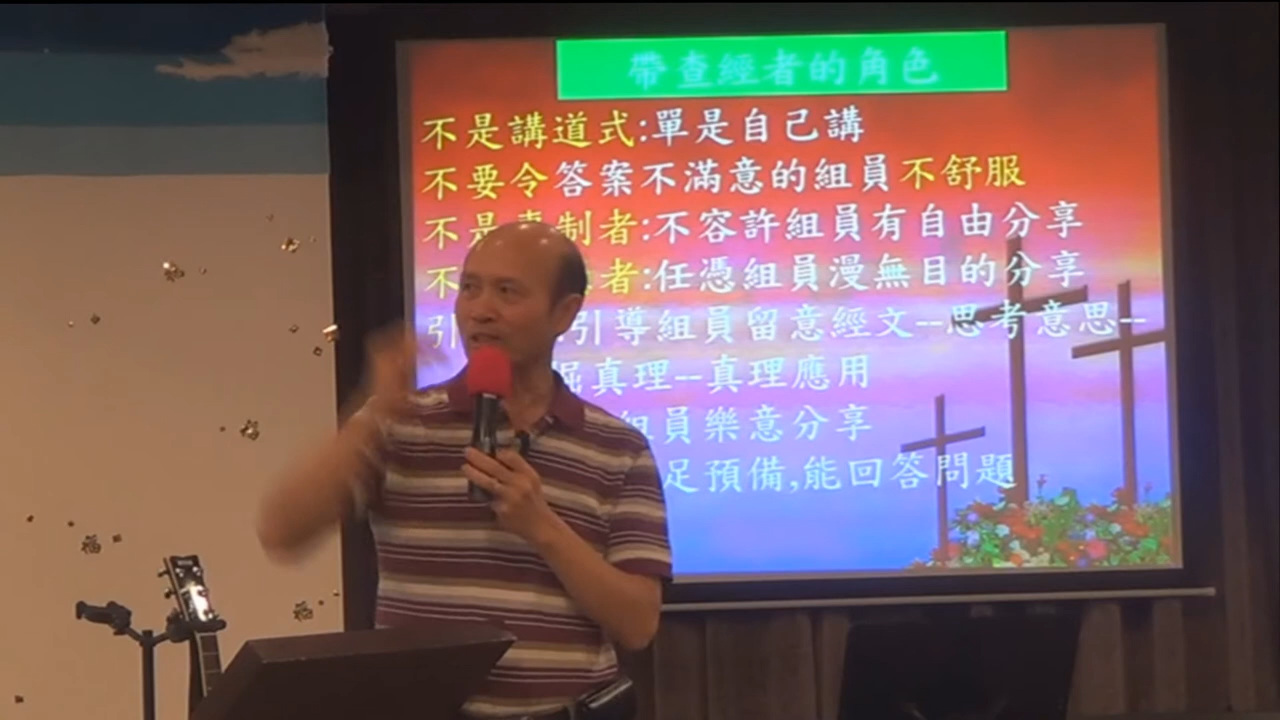 帶查經者的角色
不是講道式:單是自己講
不要令答案不滿意的組員不舒服
不是專制者:不容許組員有自由分享
不 者:任憑組員漫無目的分享
引 :引導組員留意經文--思考意思--
掘真理--真理應用
組員樂意分享
足預備,能回答問題
福